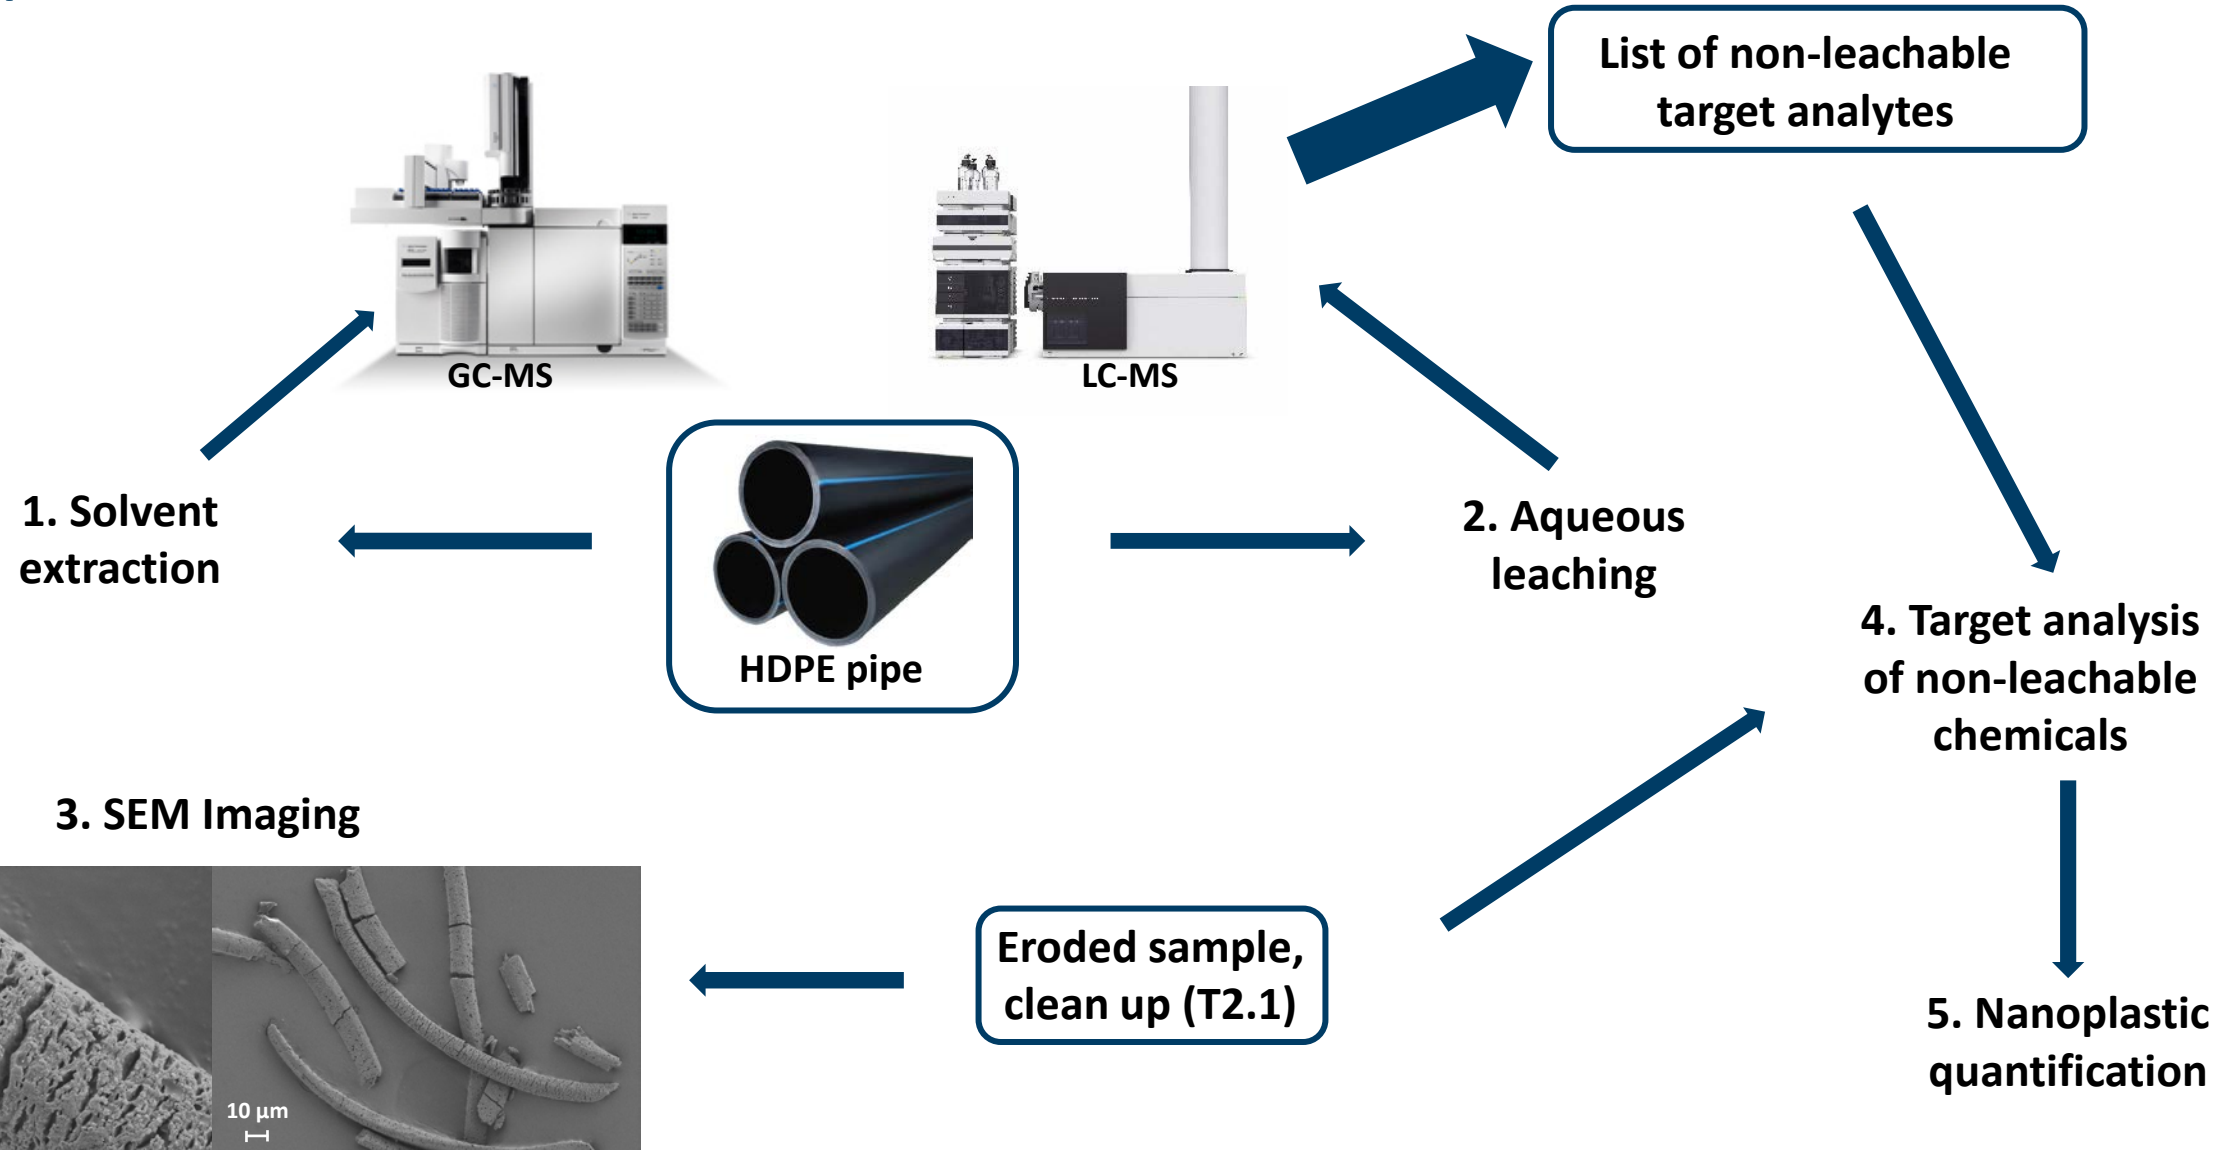 List of non-leachable
target analytes
GC-MS
LC-MS
1. Solvent
extraction
HDPE pipe
2. Aqueous
leaching
4. Target analysis
of non-leachable
chemicals
3. SEM Imaging
Eroded sample,
clean up (T2.1)
5. Nanoplastic
quantification
10 µm